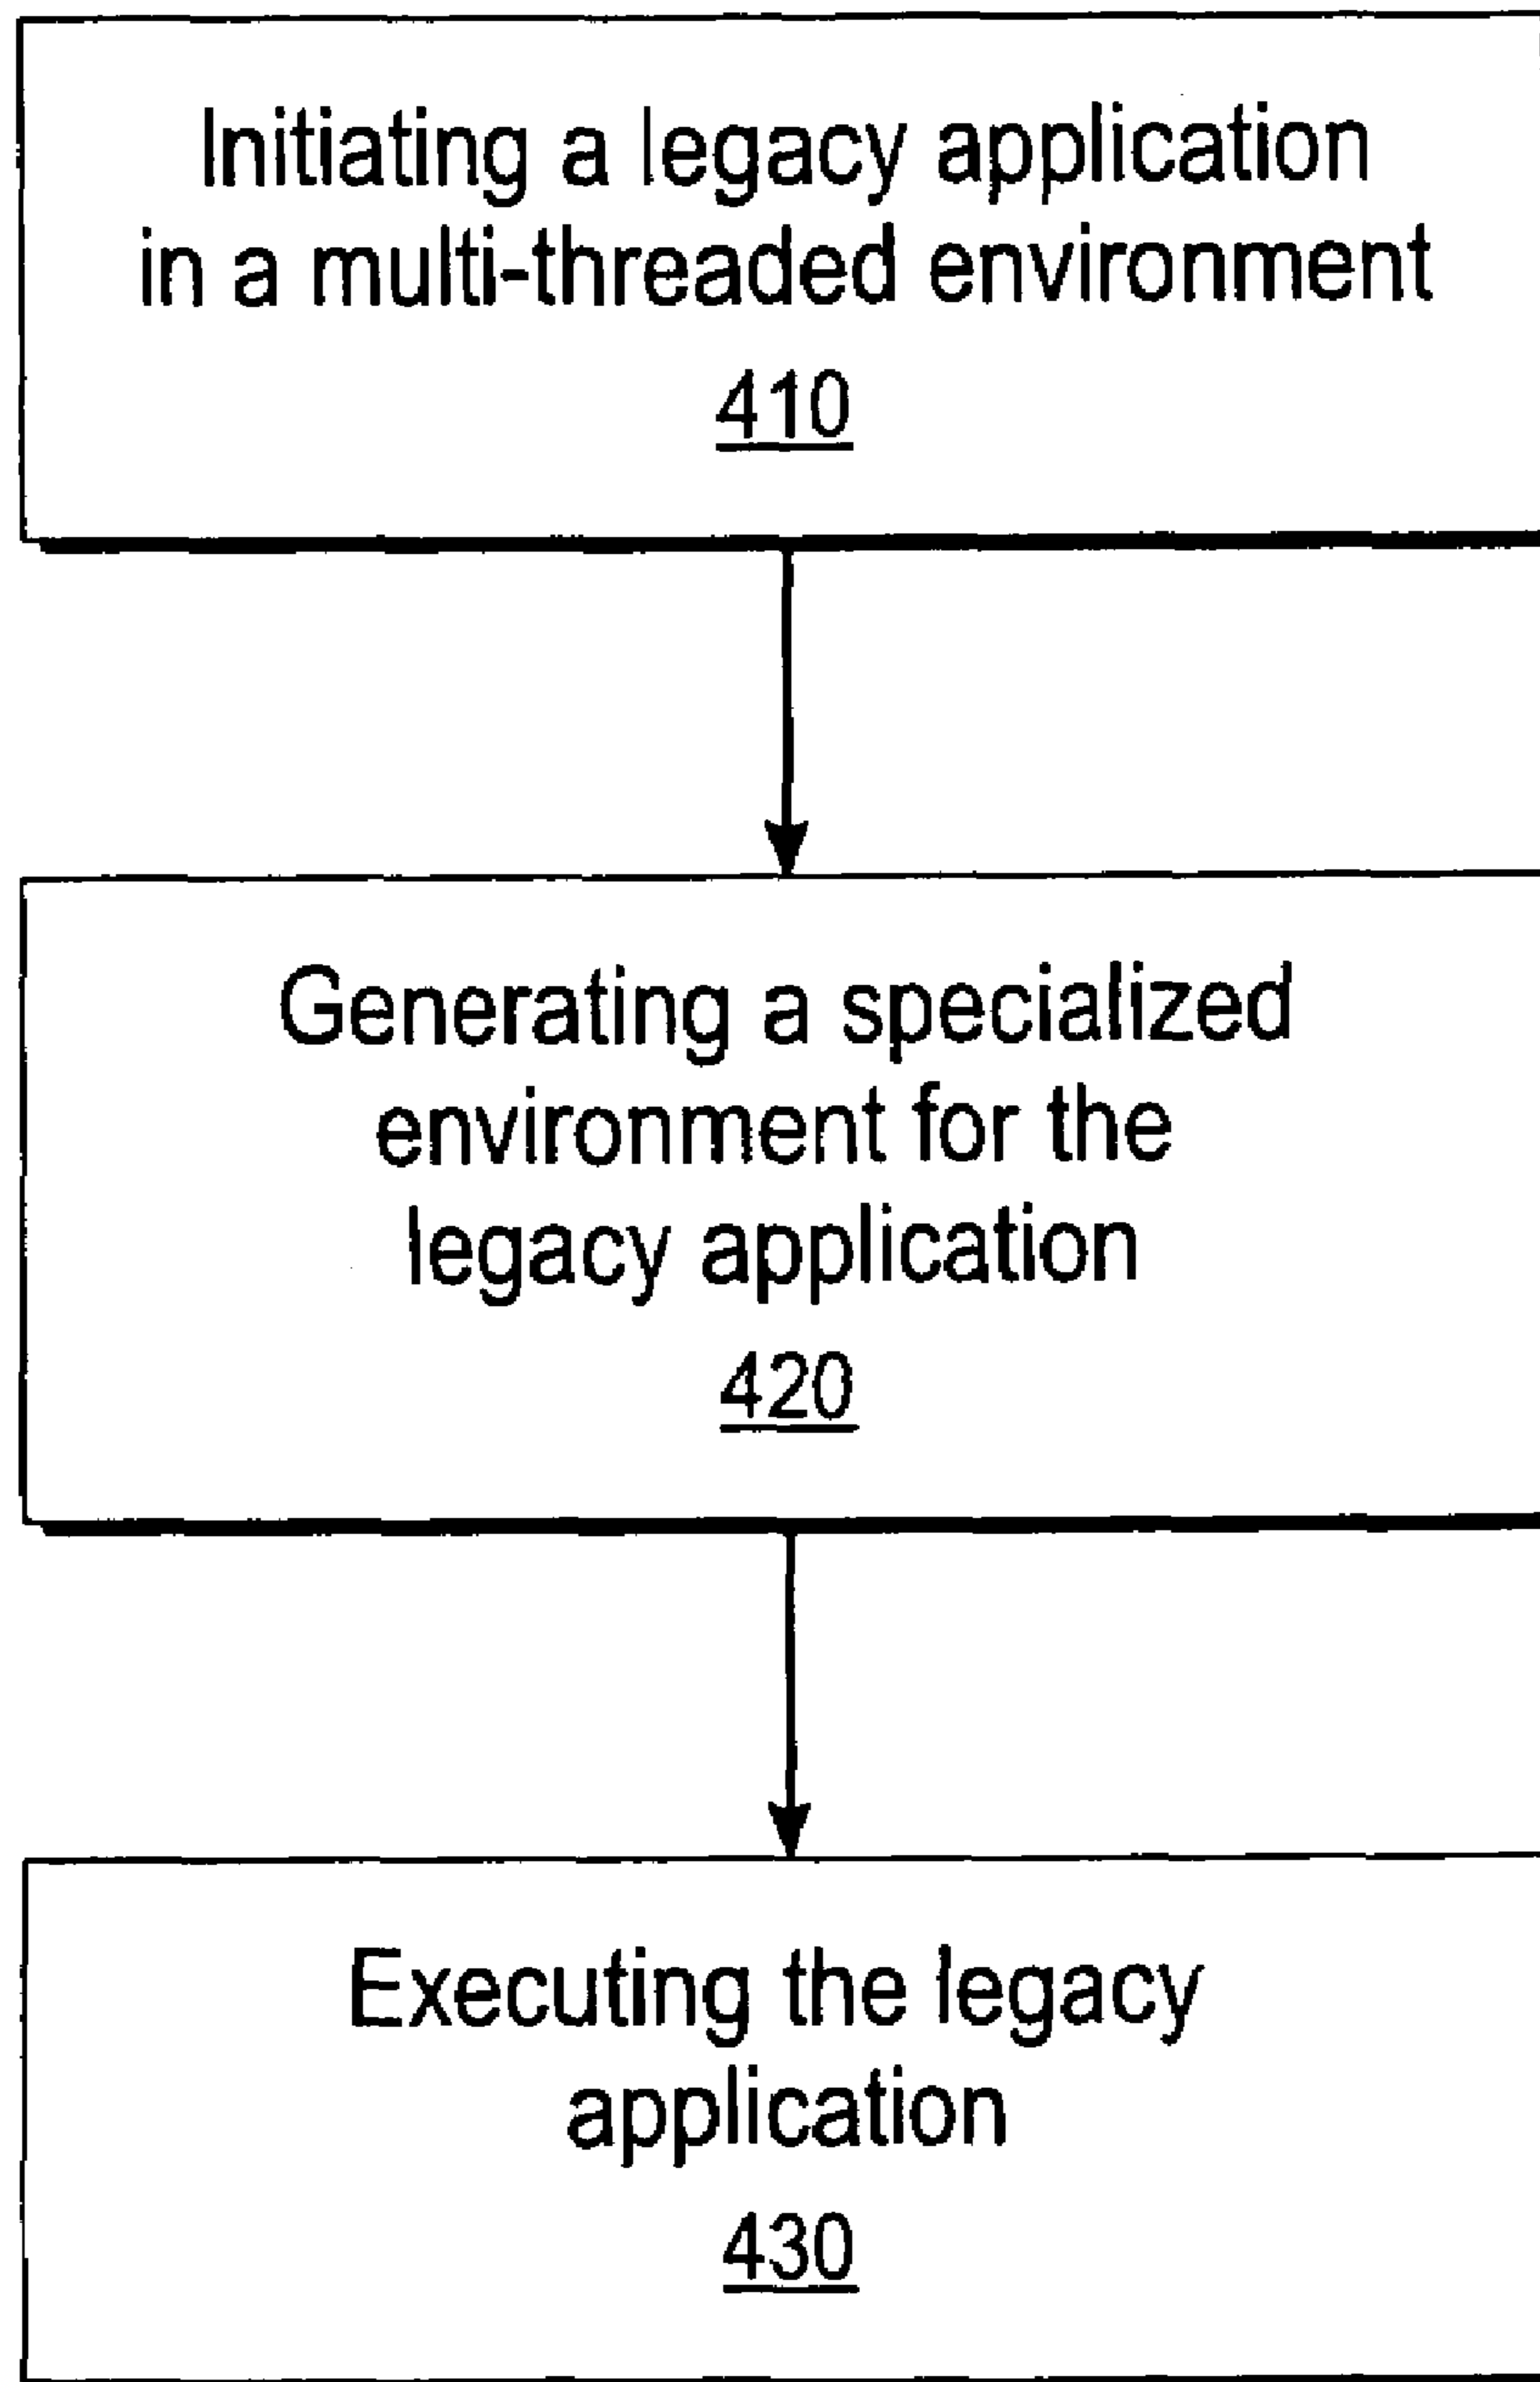 Initiating a legacy application
in a multi-threaded environment
410
Generating a specialized
environment for the
legacy application
420
Executing the legacy
application
430